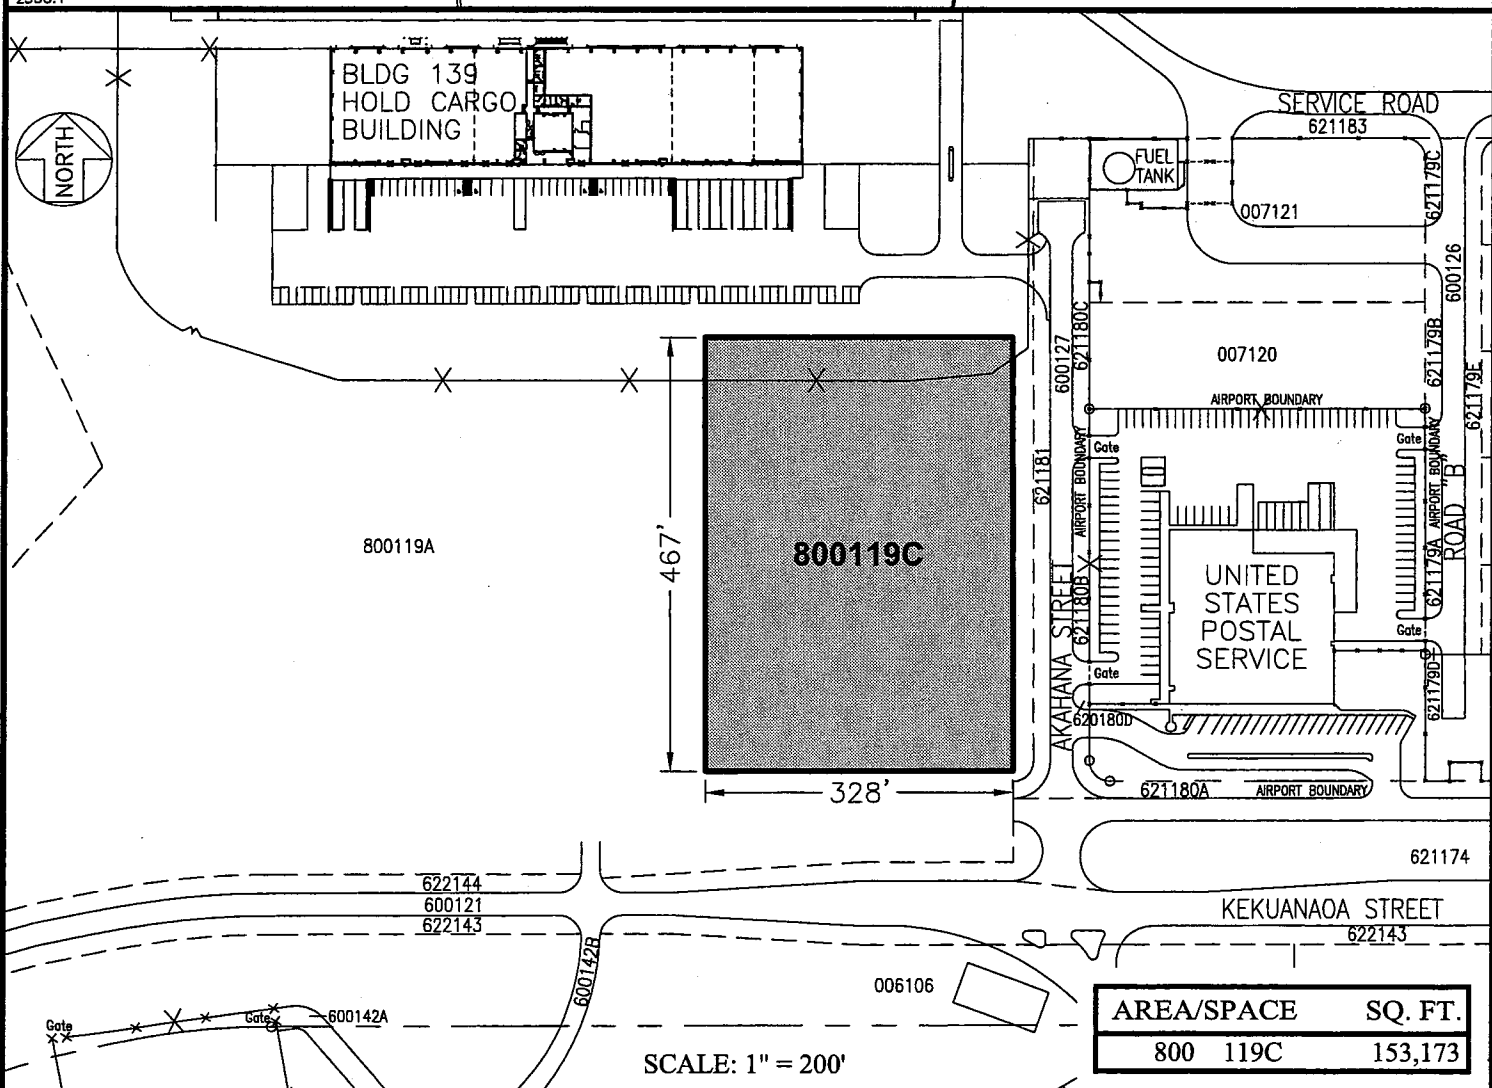 BLDG 139
HOLD CARGO
BUILDING
NORTH
SERVICE ROAD
621183
FUEL
TANK
007121
621179C
600126
621180C
600127
007120
621179B
621179E
AIRPORT BOUNDARY
Gate
Gate
AIRPORT BOUNDARY
AIRPORT BOUNDARY
621181
ROAD "B"
467'
800119A
800119C
621179A
621180B
AKAHANA STREET
UNITED
STATES
POSTAL
SERVICE
Gate
Gate
621179D
620180D
328'
621180A
AIRPORT BOUNDARY
621174
622144
600121
622143
KEKUANAOA STREET
622143
600142B
006106
Gate
Gate
600142A
AREA/SPACE SQ. FT.
800 119C 153,173
SCALE: 1" = 200'